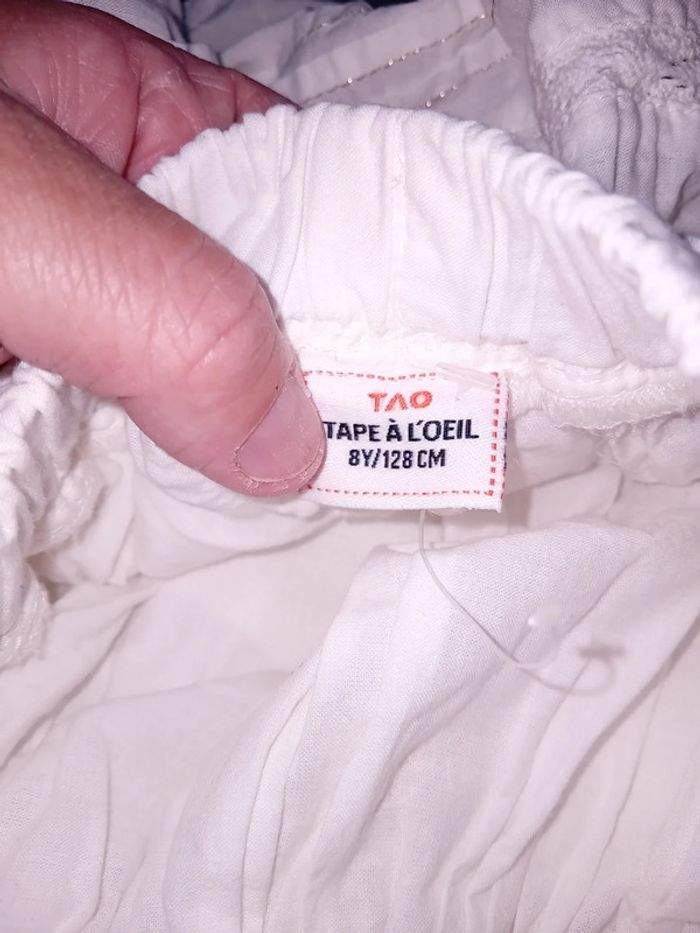 TAO
TAPE À L'OEIL
8Y/128 CM